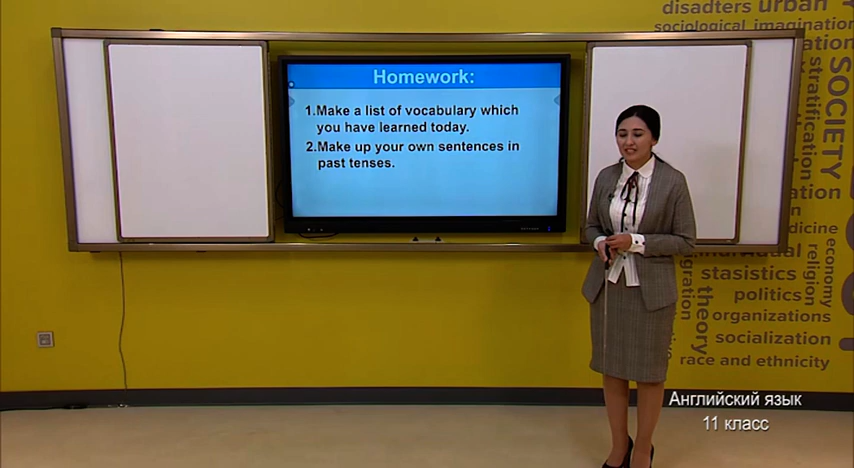 Homework:
1.Make a list of vocabulary which
you have learned today.
2.Make up your own sentences in
past tenses.
disadters urban
sociological imagination
stratification
SOCIETY
religion
economy
stasistics
politics
theory
organizations
socialization
race and ethnicity
Английский язык
11 класс